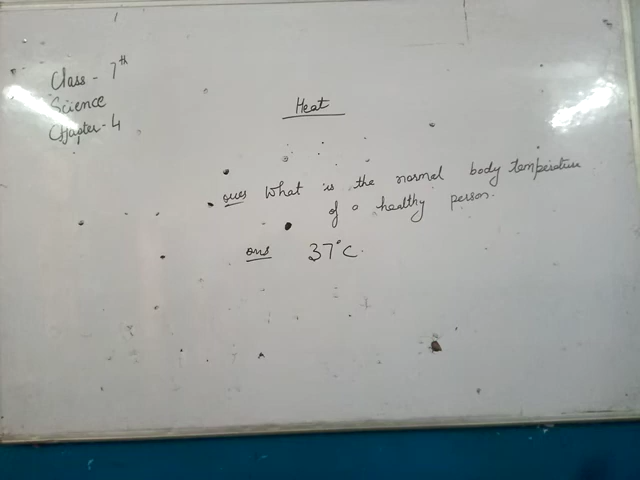 Class - 7th
Science
Chapter - 4
Heat
ques What is the normal body temperature
of a healthy person.
ans 37°C.